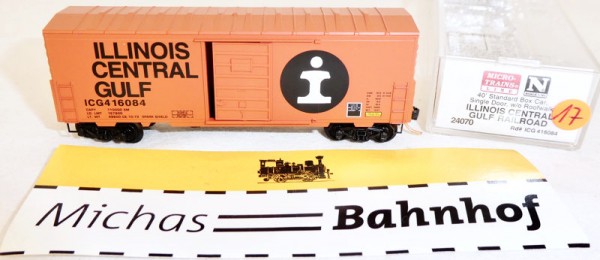 ILLINOIS
CENTRAL
GULF
ICG416084
i
MICRO-
TRAINS
LINE
N
40' Standard Box Car,
Single Door, w/o Roofwalk
ILLINOIS CENTRAL
GULF RAILROAD
24070
Rd# ICG 416084
17
Michas Bahnhof